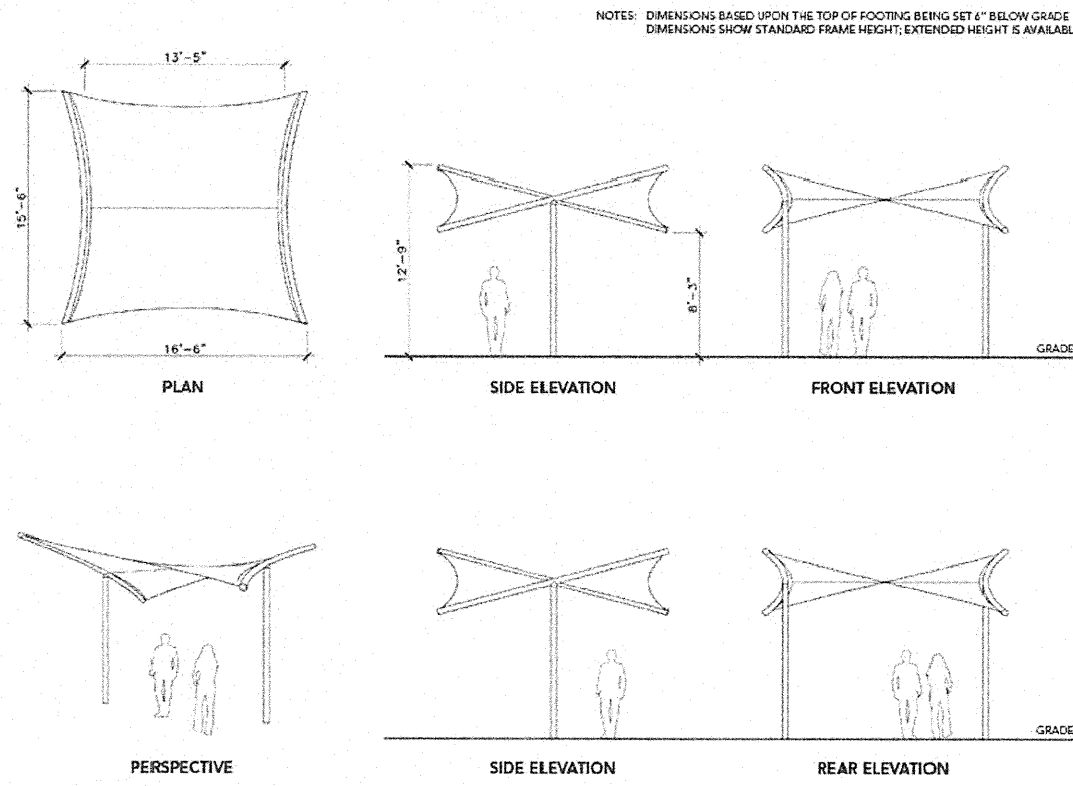 NOTES: DIMENSIONS BASED UPON THE TOP OF FOOTING BEING SET 6" BELOW GRADE
DIMENSIONS SHOW STANDARD FRAME HEIGHT; EXTENDED HEIGHT IS AVAILABL
13'-5"
15'-6"
16'-6"
PLAN
12'-9"
8'-3"
SIDE ELEVATION
GRADE
FRONT ELEVATION
PERSPECTIVE
SIDE ELEVATION
GRADE
REAR ELEVATION